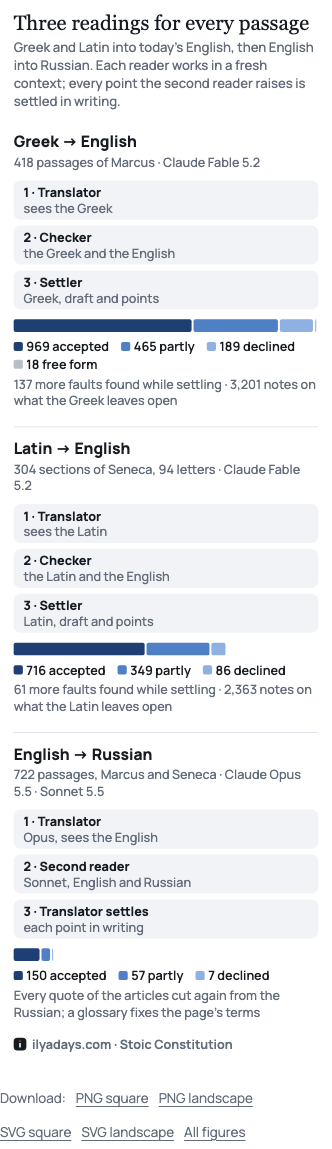 Three readings for every passage
Greek and Latin into today's English, then English
into Russian. Each reader works in a fresh
context; every point the second reader raises is
settled in writing.
Greek → English
418 passages of Marcus · Claude Fable 5.2
1 · Translator
sees the Greek
2 · Checker
the Greek and the English
3 · Settler
Greek, draft and points
969 accepted 465 partly 189 declined
18 free form
137 more faults found while settling · 3,201 notes on
what the Greek leaves open
Latin → English
304 sections of Seneca, 94 letters · Claude Fable
5.2
1 · Translator
sees the Latin
2 · Checker
the Latin and the English
3 · Settler
Latin, draft and points
716 accepted 349 partly 86 declined
61 more faults found while settling · 2,363 notes on
what the Latin leaves open
English → Russian
722 passages, Marcus and Seneca · Claude Opus
5.5 · Sonnet 5.5
1 · Translator
Opus, sees the English
2 · Second reader
Sonnet, English and Russian
3 · Translator settles
each point in writing
150 accepted 57 partly 7 declined
Every quote of the articles cut again from the
Russian; a glossary fixes the page's terms
i ilyadays.com · Stoic Constitution
Download: PNG square PNG landscape
SVG square SVG landscape All figures